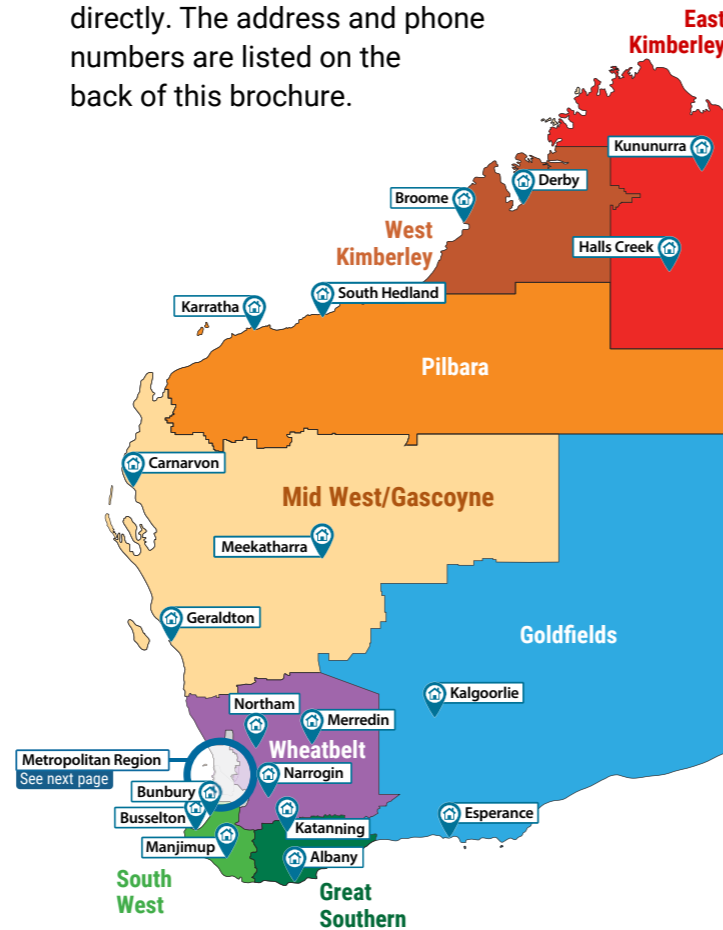 directly. The address and phone
numbers are listed on the
back of this brochure.
East
Kimberley
Kununurra
Derby
Broome
West
Kimberley
Halls Creek
South Hedland
Karratha
Pilbara
Carnarvon
Mid West/Gascoyne
Meekatharra
Geraldton
Goldfields
Kalgoorlie
Northam
Merredin
Wheatbelt
Metropolitan Region
See next page
Narrogin
Bunbury
Busselton
Esperance
Katanning
Manjimup
Albany
South
West
Great
Southern